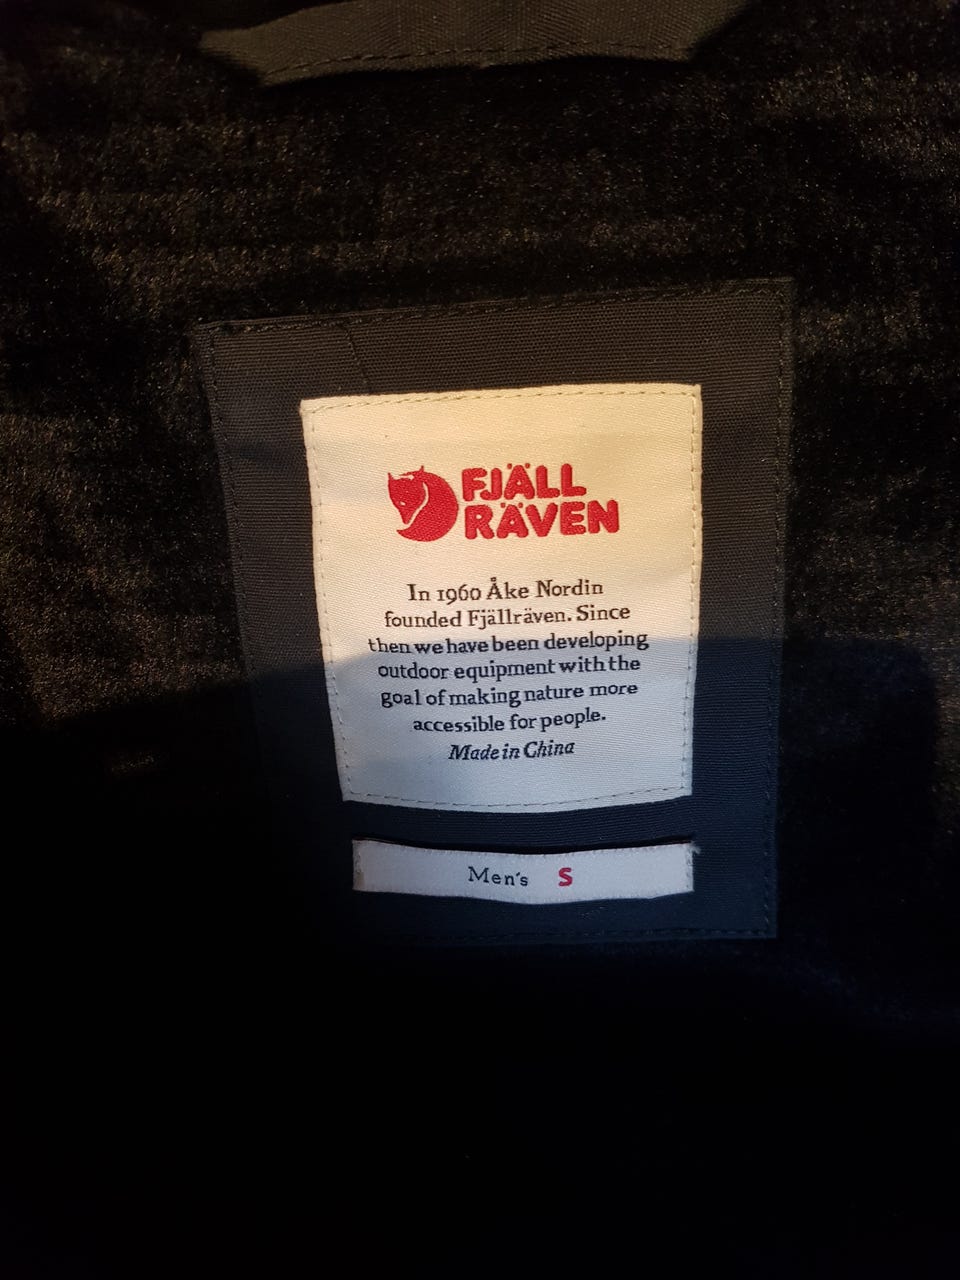 FJÄLL
RÄVEN
In 1960 Åke Nordin
founded Fjällräven. Since
then we have been developing
outdoor equipment with the
goal of making nature more
accessible for people.
Made in China
Men's S